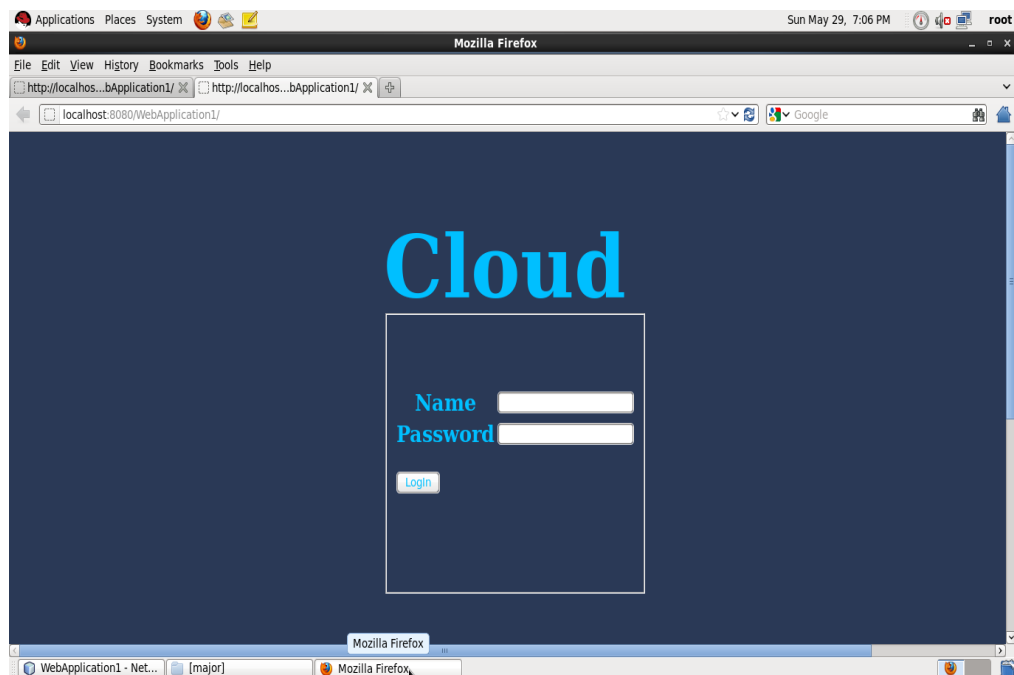 Applications Places System Sun May 29, 7:06 PM root
Mozilla Firefox
File Edit View History Bookmarks Tools Help
http://localhos...bApplication1/ http://localhos...bApplication1/
localhost:8080/WebApplication1/ Google
Cloud
Name
Password
LogIn
Mozilla Firefox
WebApplication1 - Net... [major] Mozilla Firefox